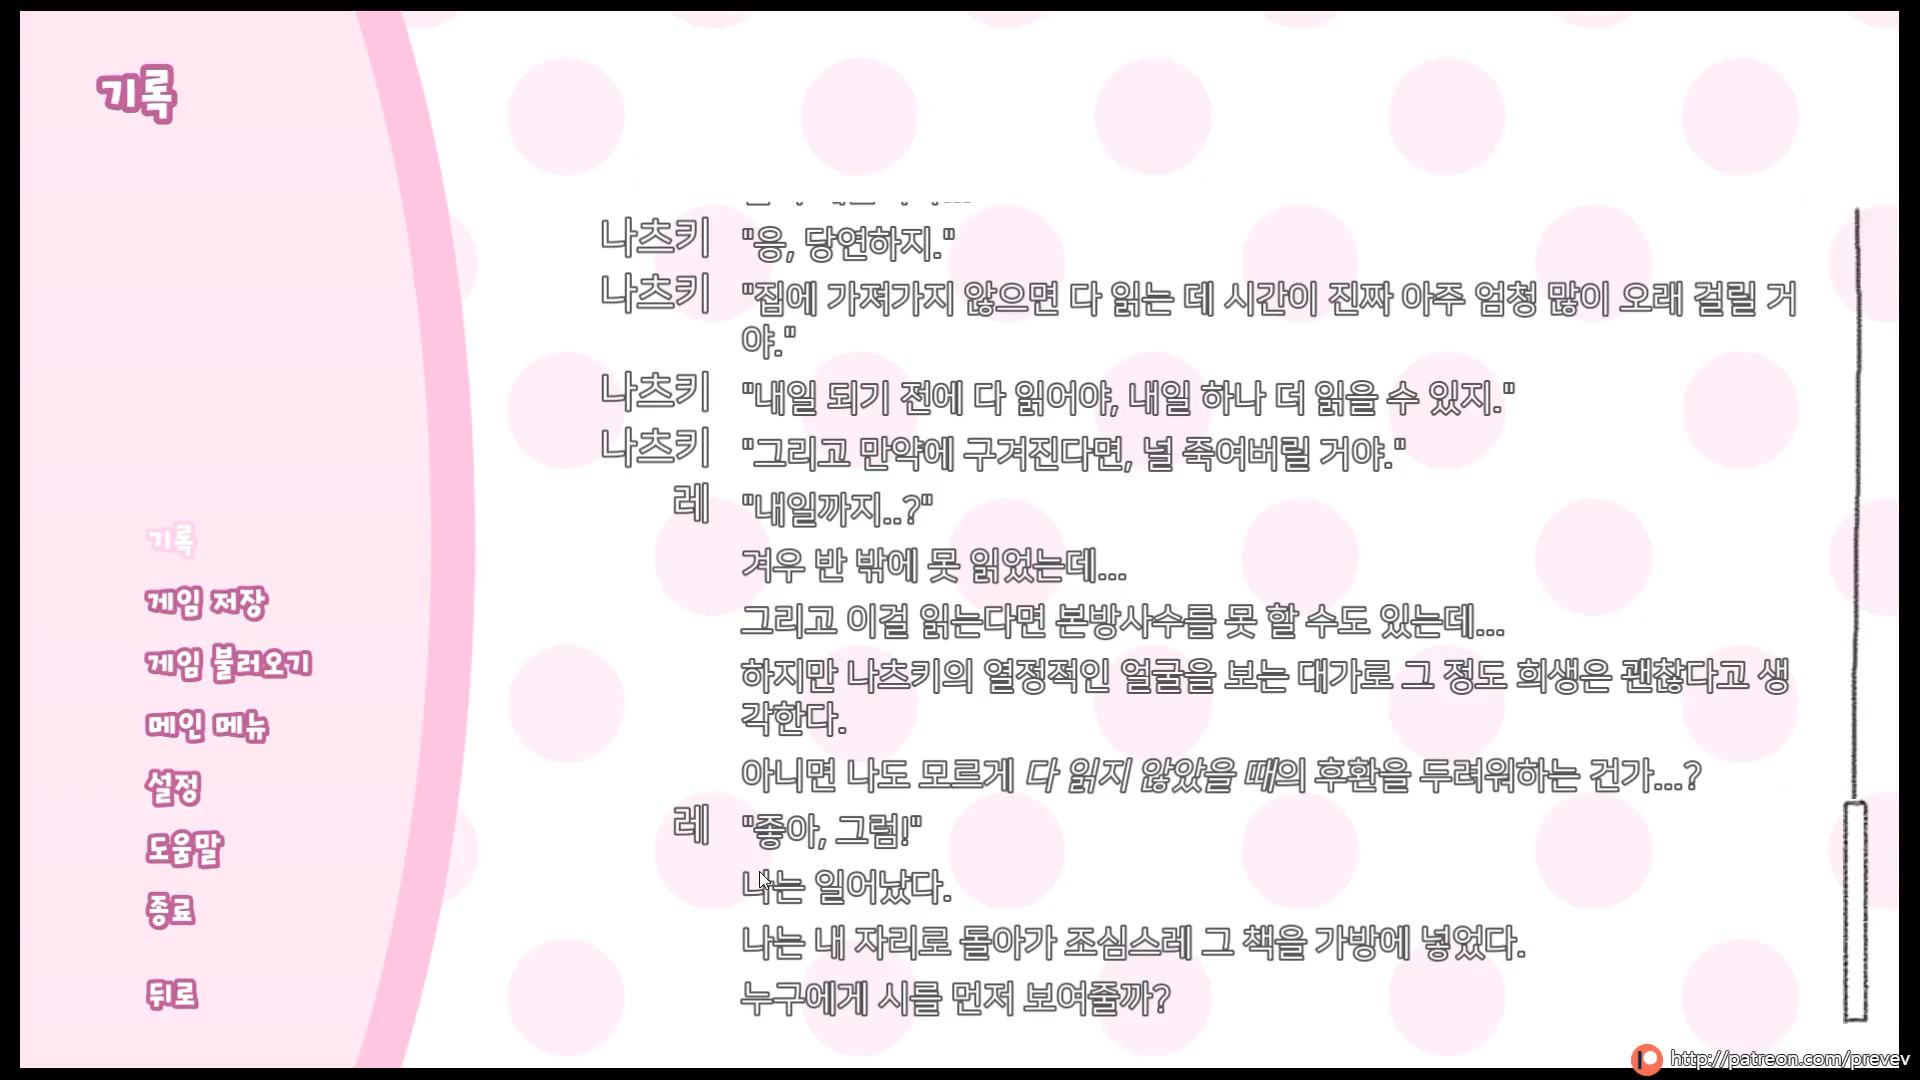 기록
나츠키 "응, 당연하지."
나츠키 "집에 가져가지 않으면 다 읽는 데 시간이 진짜 아주 엄청 많이 오래 걸릴 거
야."
나츠키 "내일 되기 전에 다 읽어야, 내일 하나 더 읽을 수 있지."
나츠키 "그리고 만약에 구겨진다면, 널 죽여버릴 거야."
레 "내일까지..?"
겨우 반 밖에 못 읽었는데...
그리고 이걸 읽는다면 본방사수를 못 할 수도 있는데...
하지만 나츠키의 열정적인 얼굴을 보는 대가로 그 정도 희생은 괜찮다고 생
각한다.
아니면 나도 모르게 다 읽지 않았을 때의 후환을 두려워하는 건가...?
레 "좋아, 그럼!"
나는 일어났다.
나는 내 자리로 돌아가 조심스레 그 책을 가방에 넣었다.
누구에게 시를 먼저 보여줄까?
기록
게임 저장
게임 불러오기
메인 메뉴
설정
도움말
종료
뒤로
http://patreon.com/prevev